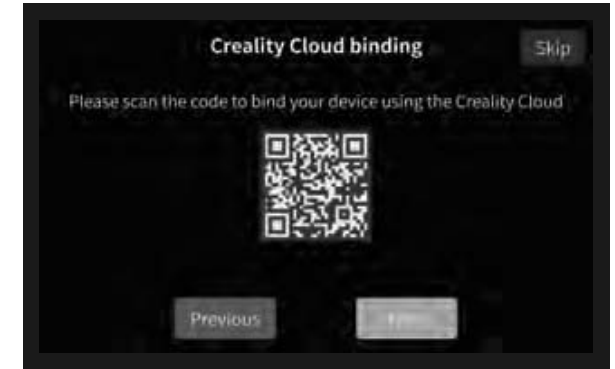 Creality Cloud binding
Skip
Please scan the code to bind your device using the Creality Cloud
Previous